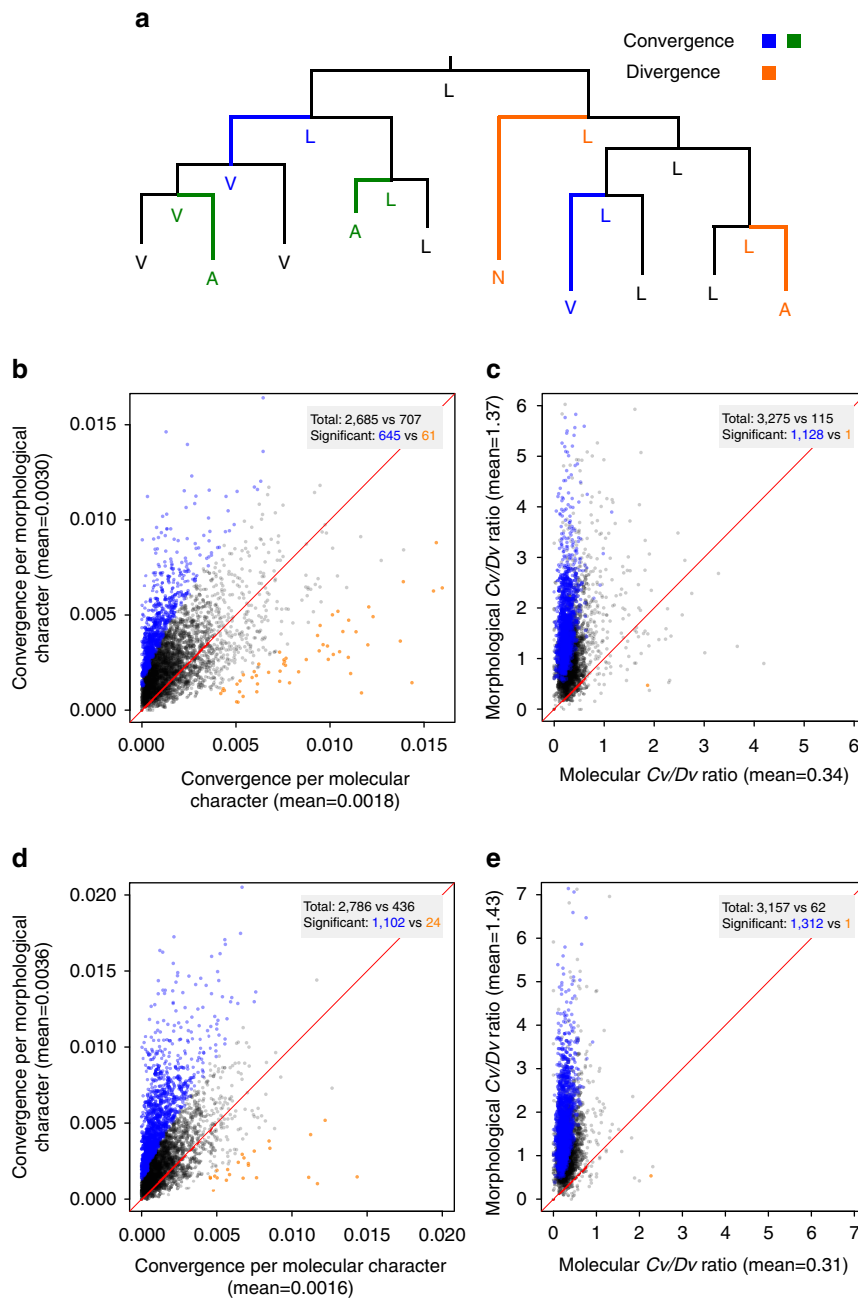 a
Convergence
Divergence
L
L
L
V
L
L
V
L
L
V
A
V
A
L
N
V
L
L
L
A
b
Convergence per morphological
character (mean=0.0030)
0.015
0.010
0.005
0.000
Total: 2,685 vs 707
Significant: 645 vs 61
0.000 0.005 0.010 0.015
Convergence per molecular
character (mean=0.0018)
c
Morphological Cv/Dv ratio (mean=1.37)
6
5
4
3
2
1
0
Total: 3,275 vs 115
Significant: 1,128 vs 1
0 1 2 3 4 5 6
Molecular Cv/Dv ratio (mean=0.34)
d
Convergence per morphological
character (mean=0.0036)
0.020
0.015
0.010
0.005
0.000
Total: 2,786 vs 436
Significant: 1,102 vs 24
0.000 0.005 0.010 0.015 0.020
Convergence per molecular character
(mean=0.0016)
e
Morphological Cv/Dv ratio (mean=1.43)
7
6
5
4
3
2
1
0
Total: 3,157 vs 62
Significant: 1,312 vs 1
0 1 2 3 4 5 6 7
Molecular Cv/Dv ratio (mean=0.31)